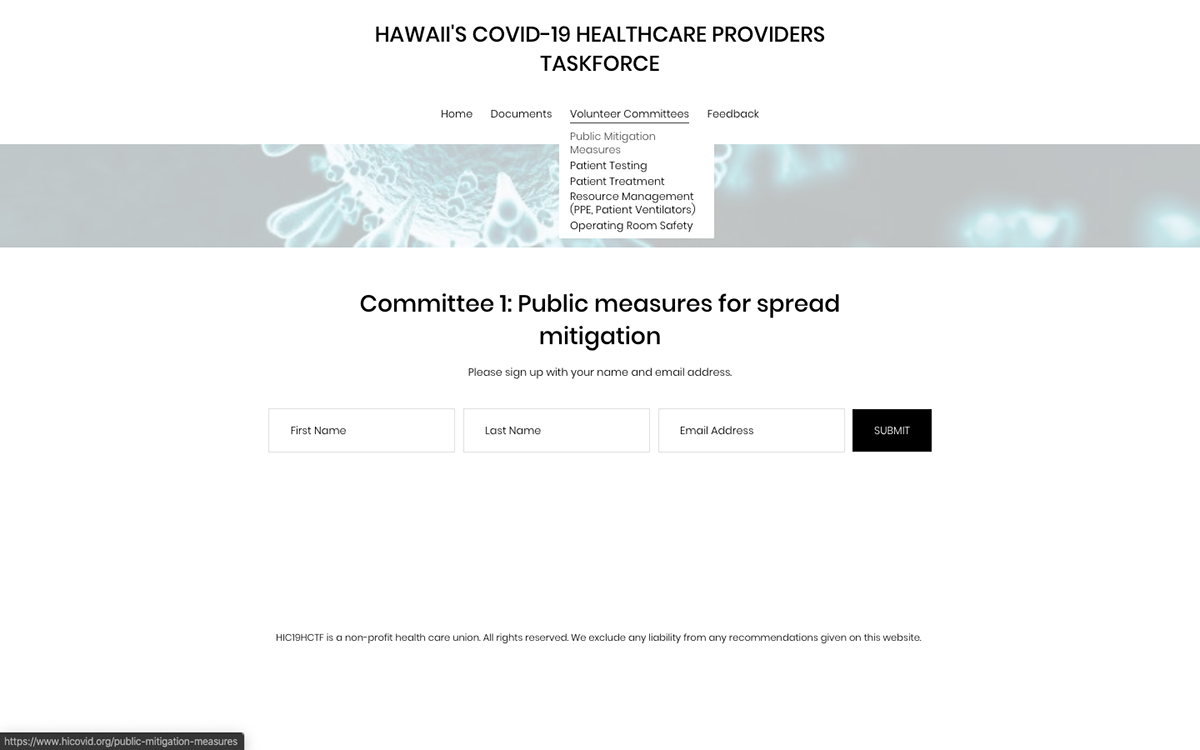 HAWAII'S COVID-19 HEALTHCARE PROVIDERS
TASKFORCE
Home Documents Volunteer Committees Feedback
Public Mitigation
Measures
Patient Testing
Patient Treatment
Resource Management
(PPE, Patient Ventilators)
Operating Room Safety
Committee 1: Public measures for spread
mitigation
Please sign up with your name and email address.
First Name Last Name Email Address SUBMIT
HIC19HCTF is a non-profit health care union. All rights reserved. We exclude any liability from any recommendations given on this website.
https://www.hicovid.org/public-mitigation-measures